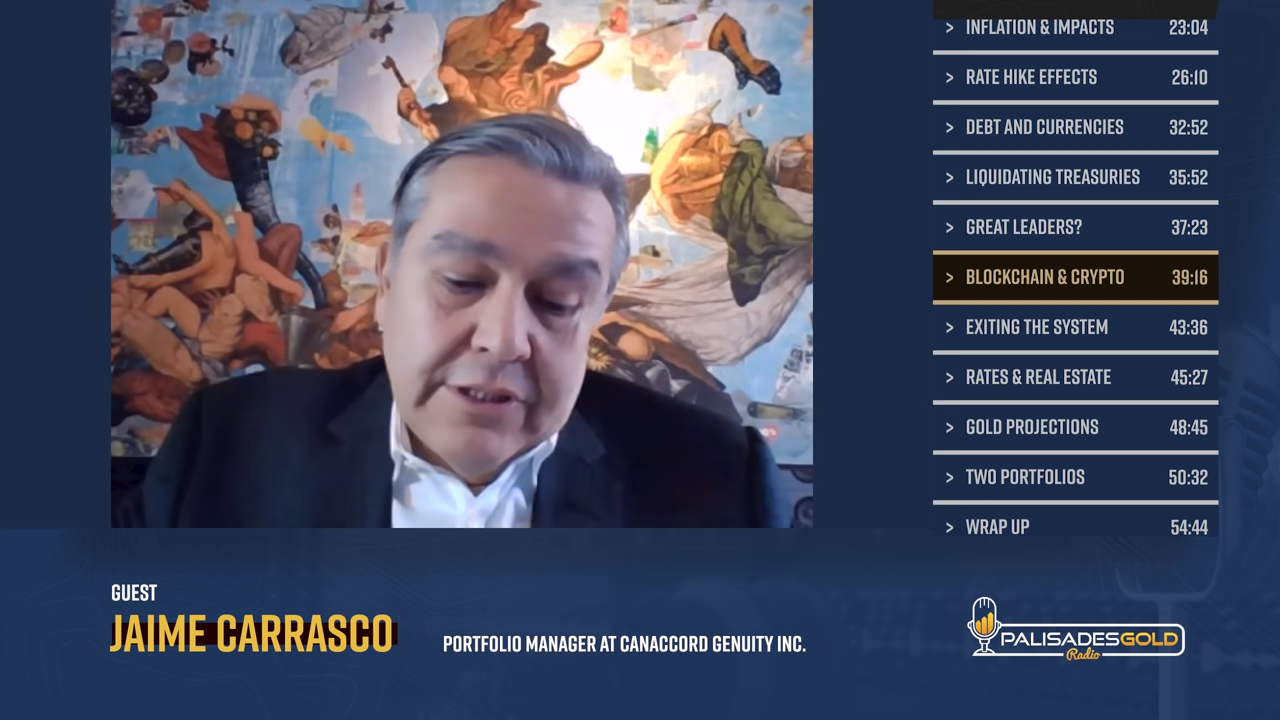 > INFLATION & IMPACTS 23:04
> RATE HIKE EFFECTS 26:10
> DEBT AND CURRENCIES 32:52
> LIQUIDATING TREASURIES 35:52
> GREAT LEADERS? 37:23
> BLOCKCHAIN & CRYPTO 39:16
> EXITING THE SYSTEM 43:36
> RATES & REAL ESTATE 45:27
> GOLD PROJECTIONS 48:45
> TWO PORTFOLIOS 50:32
> WRAP UP 54:44
GUEST
JAIME CARRASCO
PORTFOLIO MANAGER AT CANACCORD GENUITY INC.
PALISADESGOLD
Radio